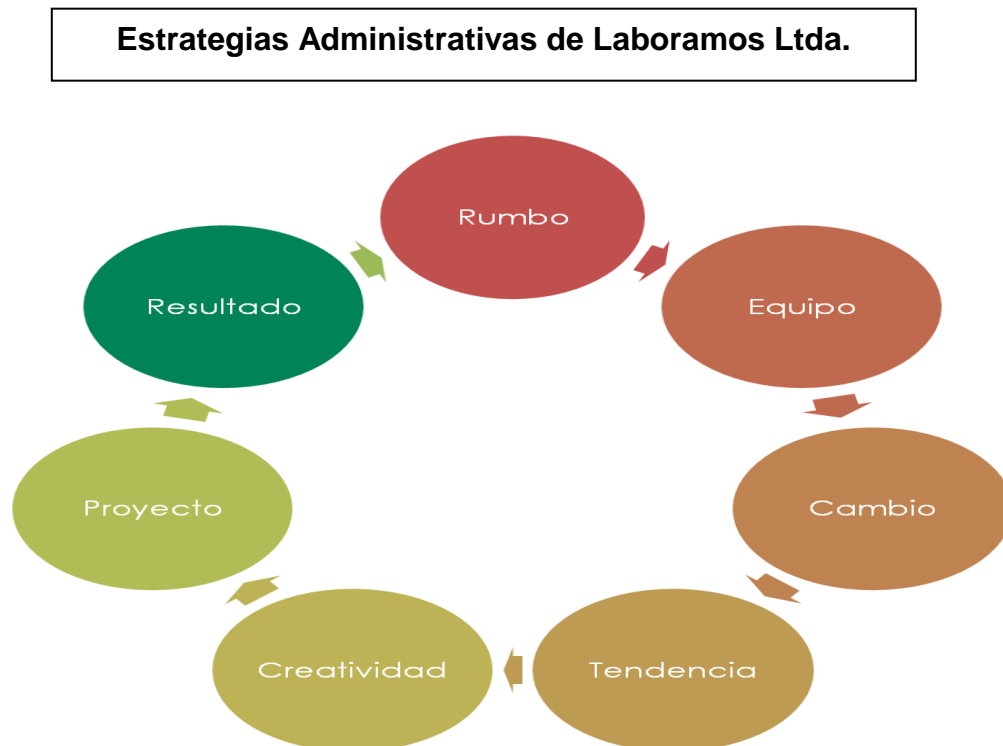 Estrategias Administrativas de Laboramos Ltda.
Rumbo
Equipo
Cambio
Tendencia
Creatividad
Proyecto
Resultado